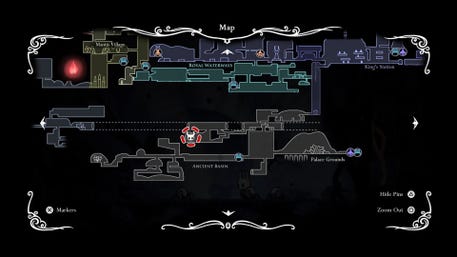 Map
Mantis Village
Royal Waterways
King's Station
Ancient Basin
Palace Grounds
Hide Pins
Markers
Zoom Out